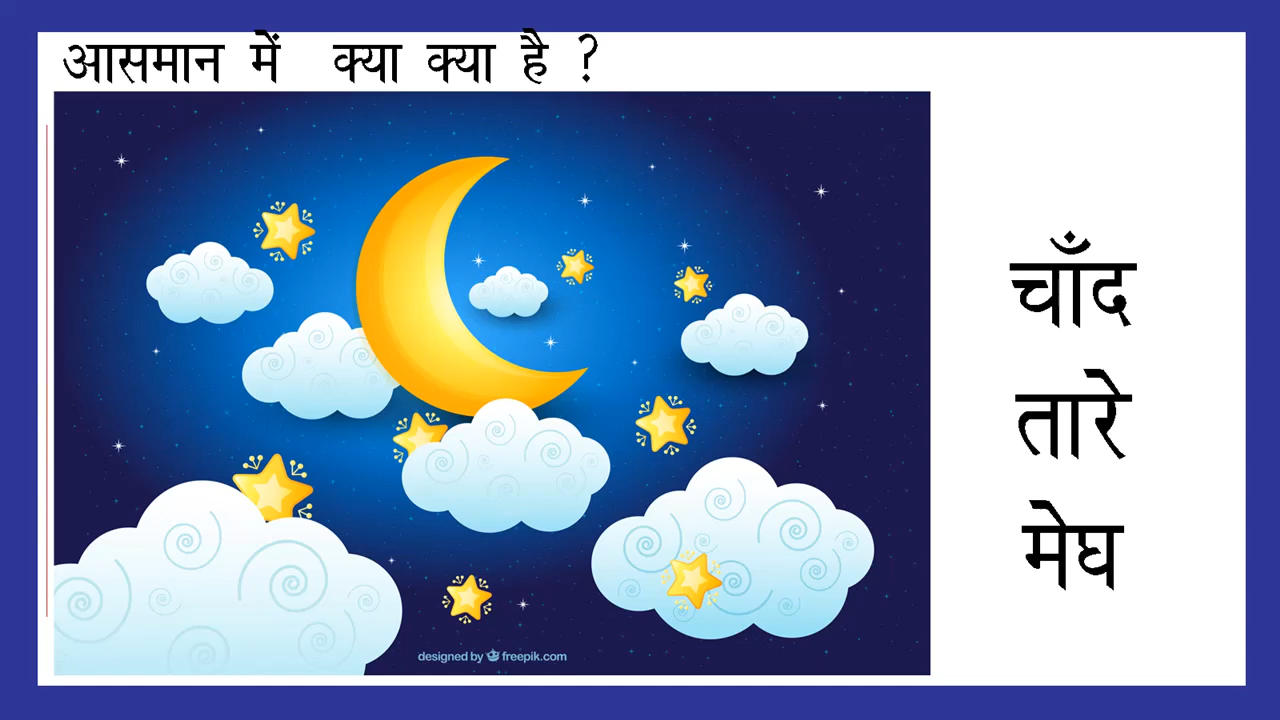 आसमान में क्या क्या है ?
चाँद
तारे
मेघ
designed by freepik.com